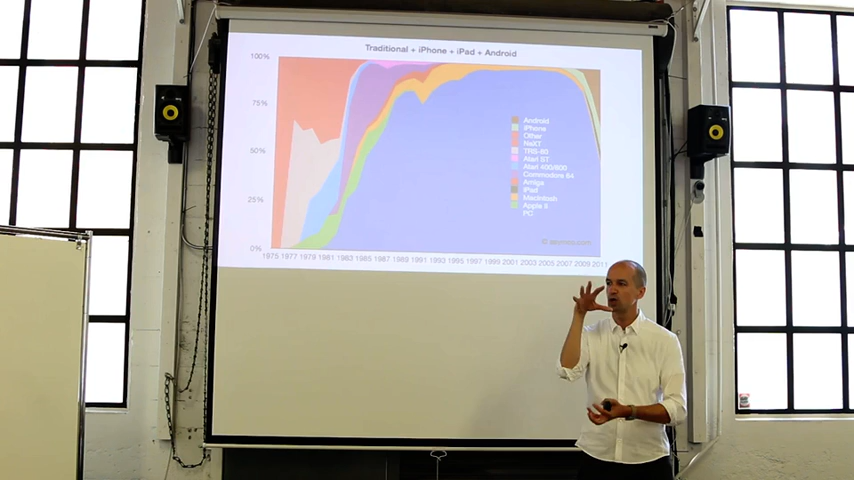 Traditional + iPhone + iPad + Android
100%
75%
50%
25%
0%
Android
iPhone
Other
NeXT
TRS-80
Atari ST
Atari 400/800
Commodore 64
Amiga
iPad
Macintosh
Apple II
PC
© asymco.com
1975 1977 1979 1981 1983 1985 1987 1989 1991 1993 1995 1997 1999 2001 2003 2005 2007 2009 2011